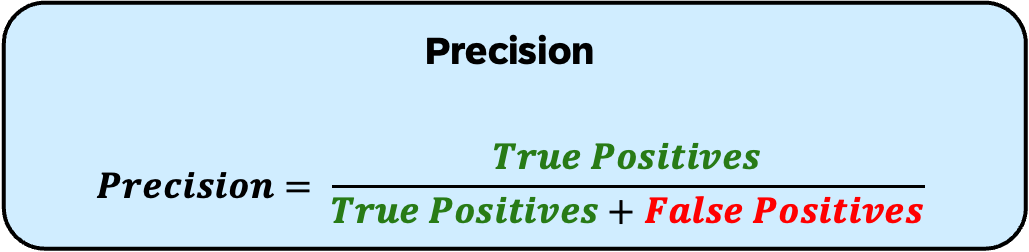 Precision
True Positives
Precision =
True Positives + False Positives